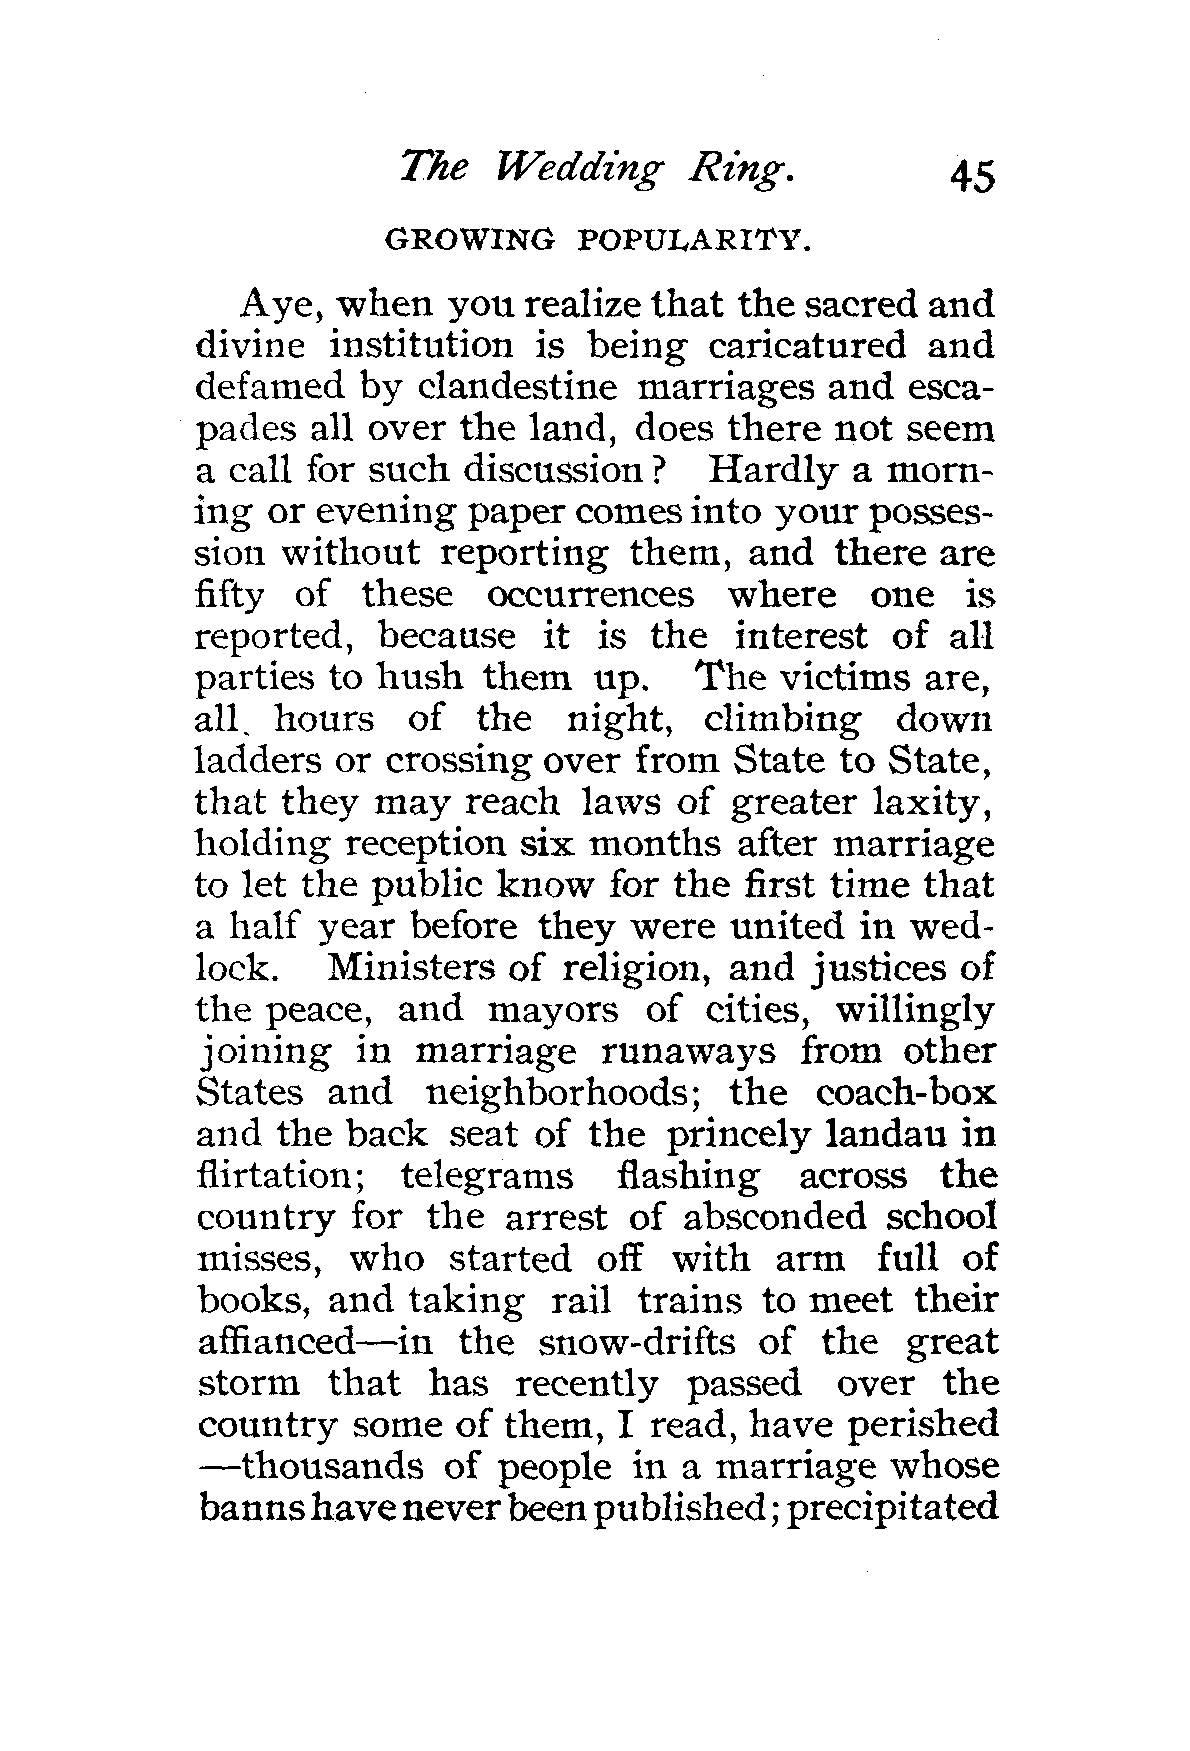 The Wedding Ring. 45
GROWING POPULARITY.
Aye, when you realize that the sacred and
divine institution is being caricatured and
defamed by clandestine marriages and esca-
pades all over the land, does there not seem
a call for such discussion? Hardly a morn-
ing or evening paper comes into your posses-
sion without reporting them, and there are
fifty of these occurrences where one is
reported, because it is the interest of all
parties to hush them up. The victims are,
all hours of the night, climbing down
ladders or crossing over from State to State,
that they may reach laws of greater laxity,
holding reception six months after marriage
to let the public know for the first time that
a half year before they were united in wed-
lock. Ministers of religion, and justices of
the peace, and mayors of cities, willingly
joining in marriage runaways from other
States and neighborhoods; the coach-box
and the back seat of the princely landau in
flirtation; telegrams flashing across the
country for the arrest of absconded school
misses, who started off with arm full of
books, and taking rail trains to meet their
affianced—in the snow-drifts of the great
storm that has recently passed over the
country some of them, I read, have perished
—thousands of people in a marriage whose
banns have never been published; precipitated